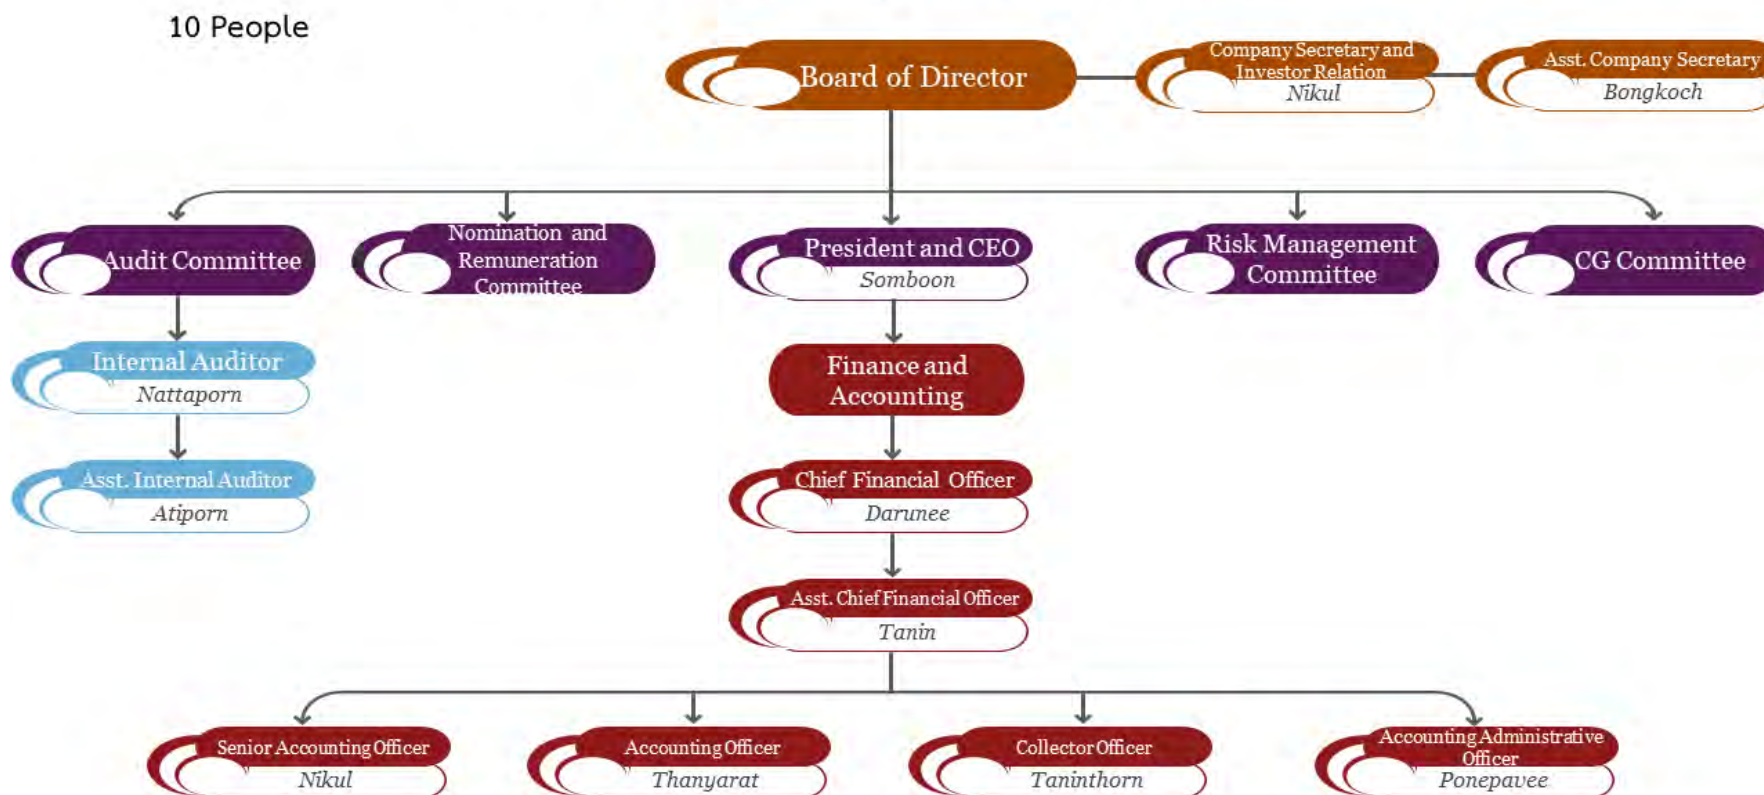 10 People
Board of Director
Company Secretary and
Investor Relation
Nikul
Asst. Company Secretary
Bongkoch
Audit Committee
Nomination and
Remuneration
Committee
President and CEO
Somboon
Risk Management
Committee
CG Committee
Internal Auditor
Nattaporn
Finance and
Accounting
Asst. Internal Auditor
Atiporn
Chief Financial Officer
Darunee
Asst. Chief Financial Officer
Tanin
Senior Accounting Officer
Nikul
Accounting Officer
Thanyarat
Collector Officer
Taninthorn
Accounting Administrative
Officer
Ponepavee